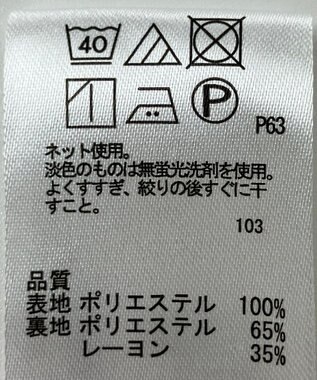 40
P
P63
ネット使用。
淡色のものは無蛍光洗剤を使用。
よくすすぎ、絞りの後すぐに干
すこと。
103
品質
表地 ポリエステル 100%
裏地 ポリエステル 65%
レーヨン 35%